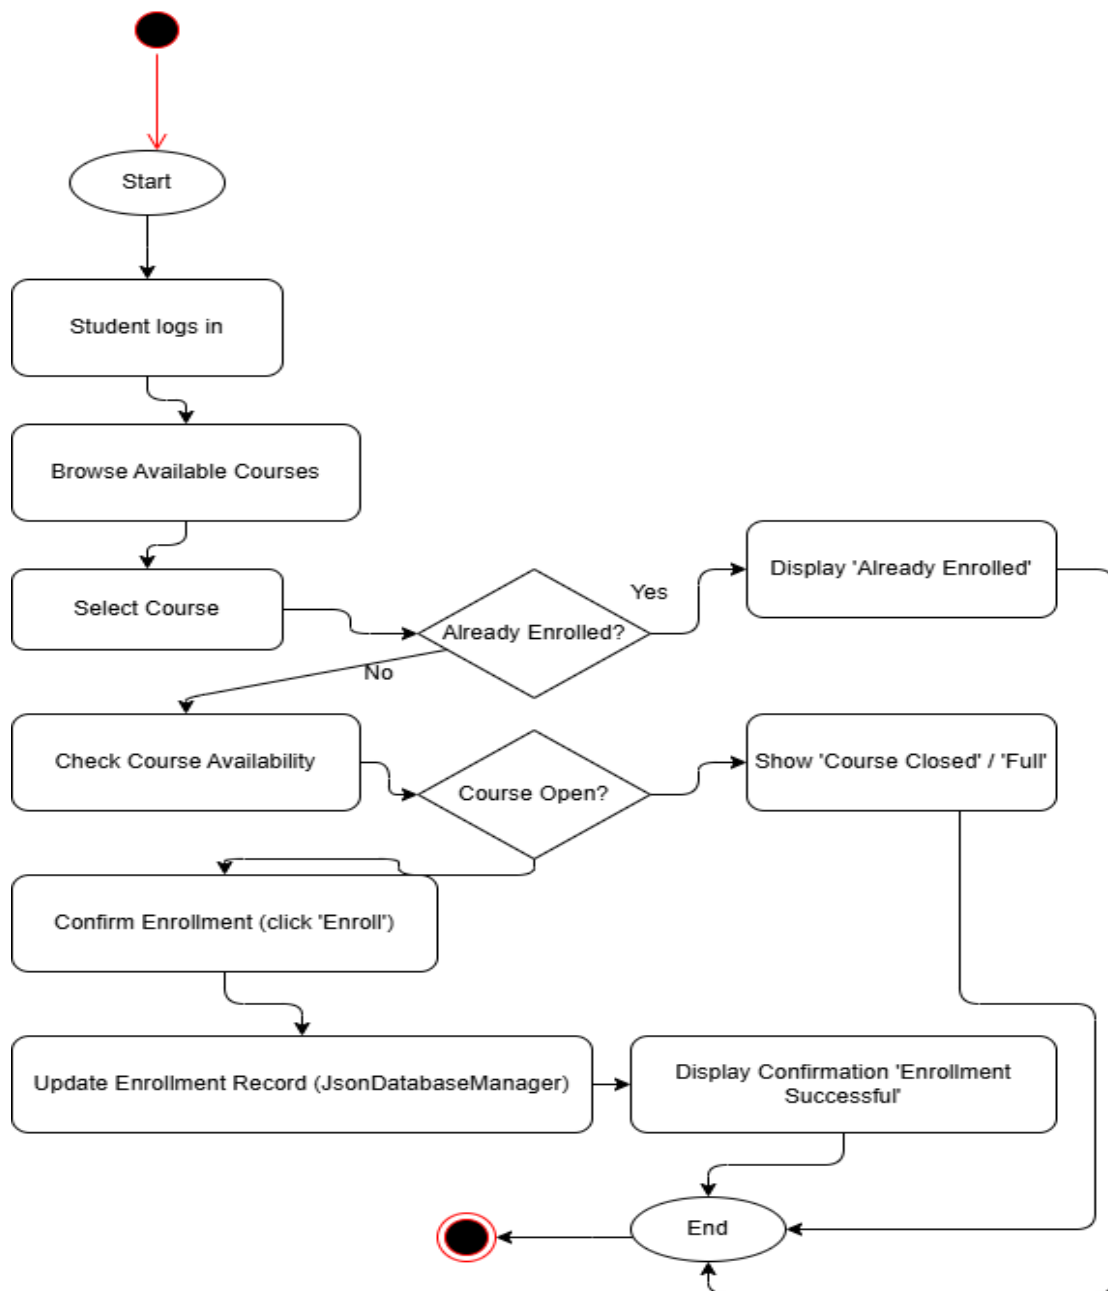 Start
Student logs in
Browse Available Courses
Select Course
Already Enrolled?
Yes
Display 'Already Enrolled'
No
Check Course Availability
Course Open?
Show 'Course Closed' / 'Full'
Confirm Enrollment (click 'Enroll')
Update Enrollment Record (JsonDatabaseManager)
Display Confirmation 'Enrollment
Successful'
End